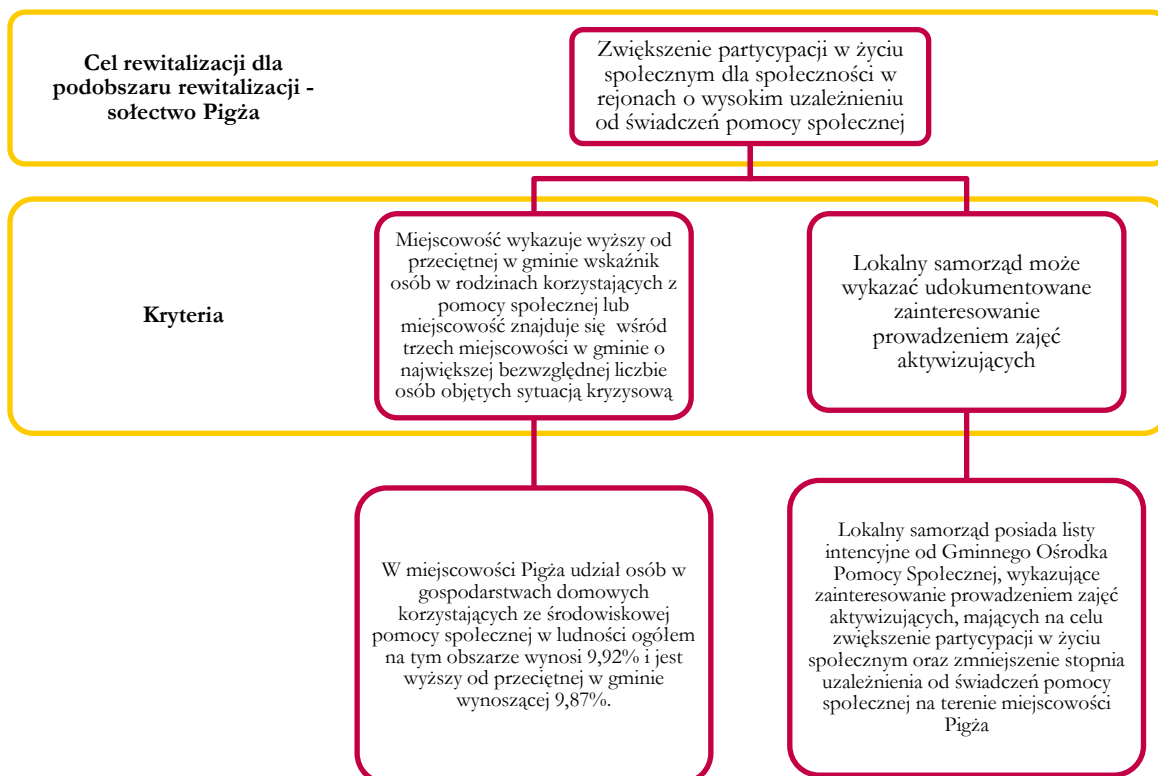 Cel rewitalizacji dla
podobszaru rewitalizacji -
sołectwo Pigża
Zwiększenie partycypacji w życiu
społecznym dla społeczności w
rejonach o wysokim uzależnieniu
od świadczeń pomocy społecznej
Kryteria
Miejscowość wykazuje wyższy od
przeciętnej w gminie wskaźnik
osób w rodzinach korzystających z
pomocy społecznej lub
miejscowość znajduje się wśród
trzech miejscowości w gminie o
największej bezwzględnej liczbie
osób objętych sytuacją kryzysową
Lokalny samorząd może
wykazać udokumentowane
zainteresowanie
prowadzeniem zajęć
aktywizujących
W miejscowości Pigża udział osób w
gospodarstwach domowych
korzystających ze środowiskowej
pomocy społecznej w ludności ogółem
na tym obszarze wynosi 9,92% i jest
wyższy od przeciętnej w gminie
wynoszącej 9,87%.
Lokalny samorząd posiada listy
intencyjne od Gminnego Ośrodka
Pomocy Społecznej, wykazujące
zainteresowanie prowadzeniem zajęć
aktywizujących, mających na celu
zwiększenie partycypacji w życiu
społecznym oraz zmniejszenie stopnia
uzależnienia od świadczeń pomocy
społecznej na terenie miejscowości
Pigża